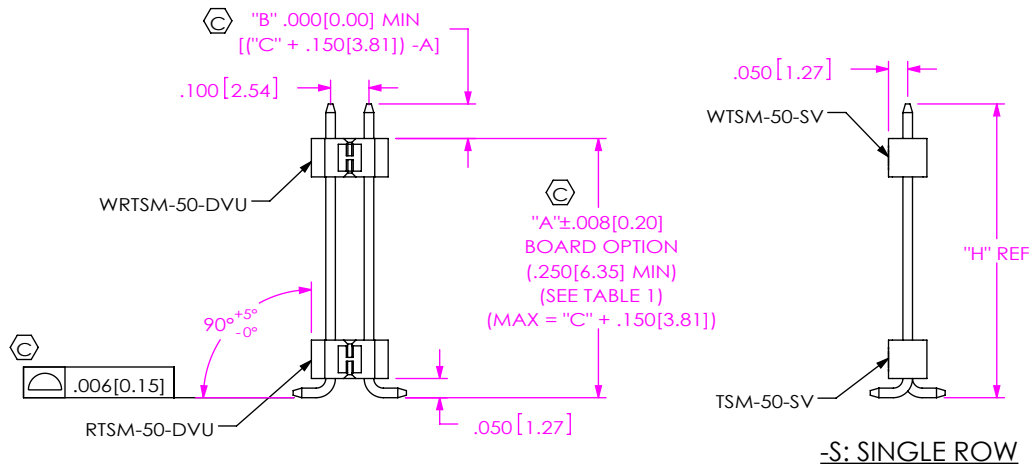 C
"B" .000[0.00] MIN
[("C" + .150[3.81]) -A]
.100[2.54]
WRTSM-50-DVU
C
"A"±.008[0.20]
BOARD OPTION
(.250[6.35] MIN)
(SEE TABLE 1)
(MAX = "C" + .150[3.81])
90° +5° -0°
C
.006[0.15]
RTSM-50-DVU
.050[1.27]
.050[1.27]
WTSM-50-SV
"H" REF
TSM-50-SV
-S: SINGLE ROW